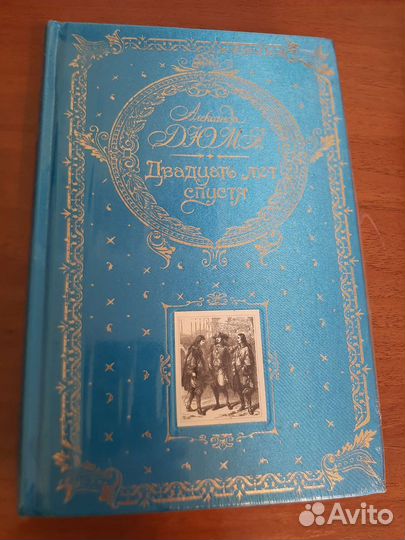 Александр
ДЮМА
Двадцать лет
спустя
Avito